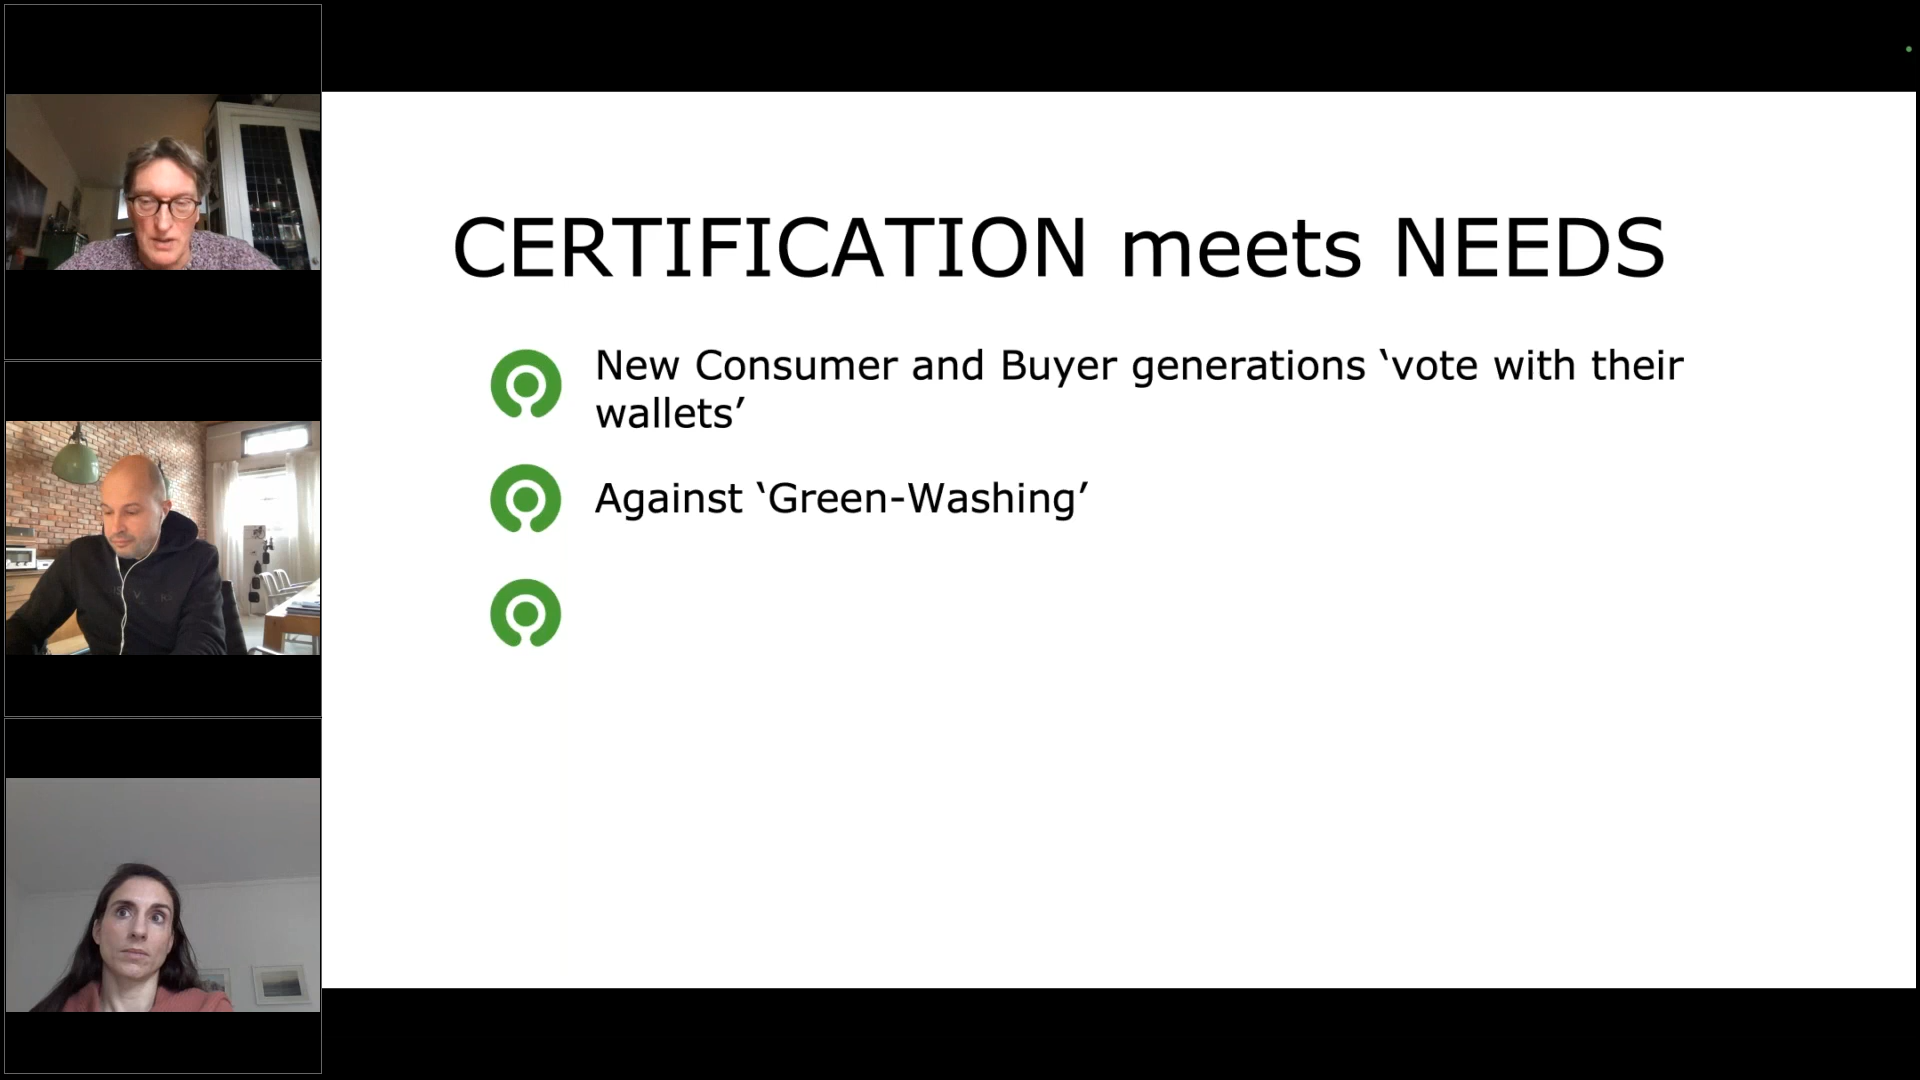 CERTIFICATION meets NEEDS
New Consumer and Buyer generations ‘vote with their
wallets’
Against ‘Green-Washing’